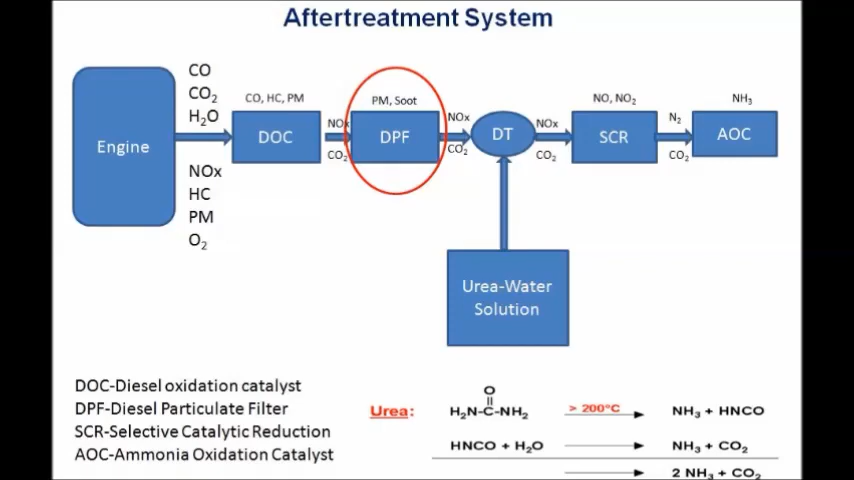 Aftertreatment System
CO
CO2
H2O
Engine
NOx
HC
PM
O2
CO, HC, PM
DOC
NOx
CO2
PM, Soot
DPF
NOx
CO2
DT
NOx
CO2
NO, NO2
SCR
N2
CO2
NH3
AOC
Urea-Water
Solution
DOC-Diesel oxidation catalyst
DPF-Diesel Particulate Filter
SCR-Selective Catalytic Reduction
AOC-Ammonia Oxidation Catalyst
O
Urea: H2N-C-NH2 > 200°C NH3 + HNCO
HNCO + H2O NH3 + CO2
2 NH3 + CO2